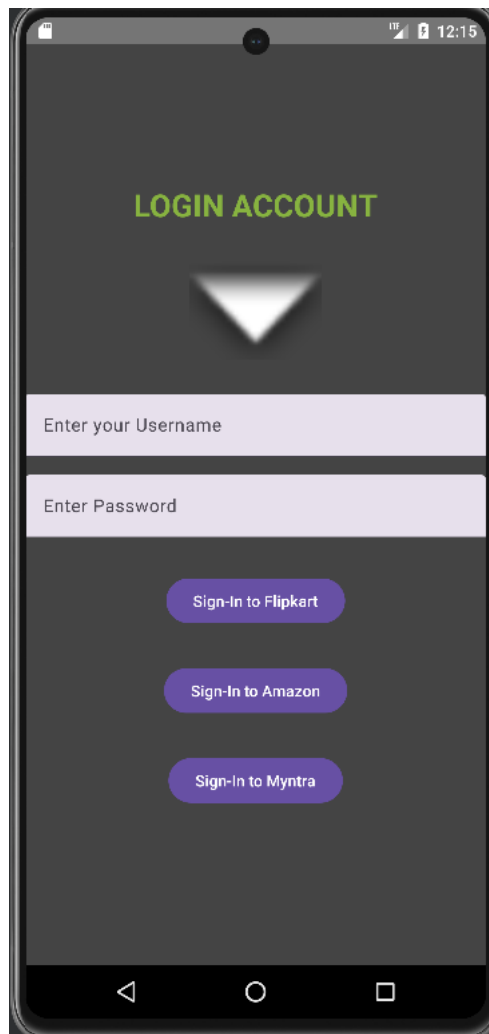 LTE 12:15
LOGIN ACCOUNT
Enter your Username
Enter Password
Sign-In to Flipkart
Sign-In to Amazon
Sign-In to Myntra